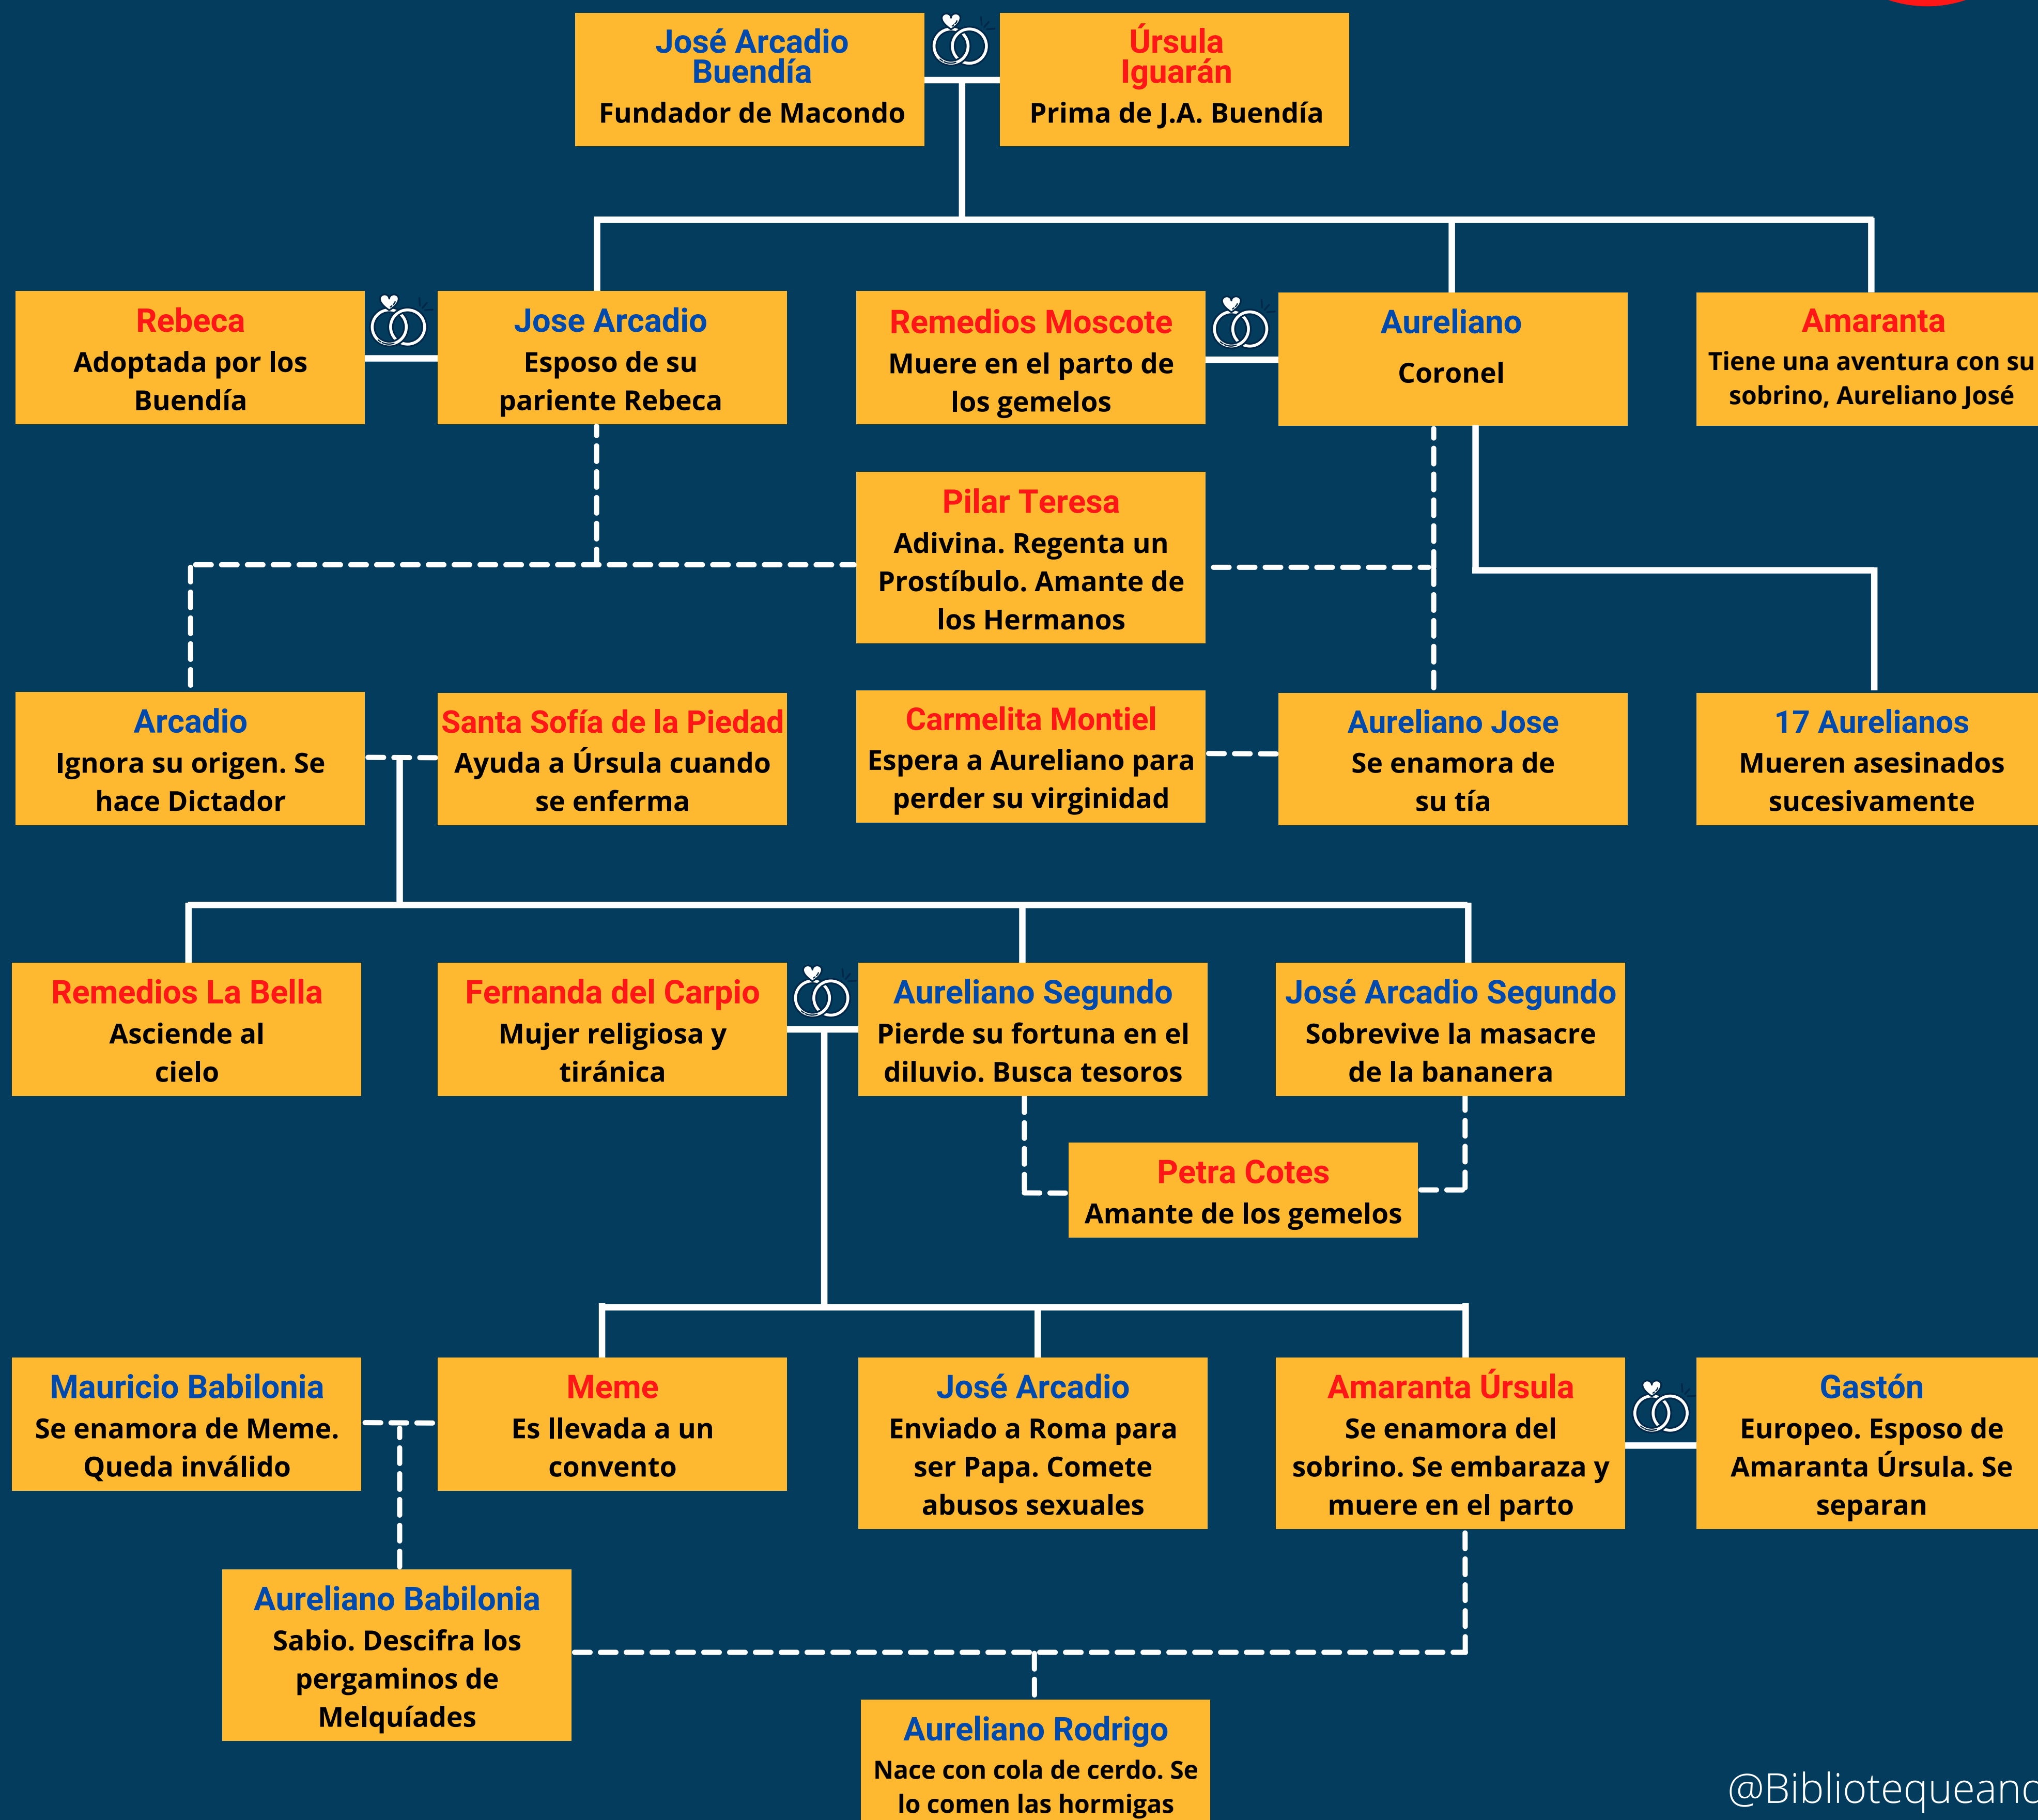 José Arcadio
Buendía
Fundador de Macondo
Úrsula
Iguarán
Prima de J.A. Buendía
Rebeca
Adoptada por los
Buendía
Jose Arcadio
Esposo de su
pariente Rebeca
Remedios Moscote
Muere en el parto de
los gemelos
Aureliano
Coronel
Amaranta
Tiene una aventura con su
sobrino, Aureliano José
Pilar Teresa
Adivina. Regenta un
Prostíbulo. Amante de
los Hermanos
Arcadio
Ignora su origen. Se
hace Dictador
Santa Sofía de la Piedad
Ayuda a Úrsula cuando
se enferma
Carmelita Montiel
Espera a Aureliano para
perder su virginidad
Aureliano Jose
Se enamora de
su tía
17 Aurelianos
Mueren asesinados
sucesivamente
Remedios La Bella
Asciende al
cielo
Fernanda del Carpio
Mujer religiosa y
tiránica
Aureliano Segundo
Pierde su fortuna en el
diluvio. Busca tesoros
José Arcadio Segundo
Sobrevive la masacre
de la bananera
Petra Cotes
Amante de los gemelos
Mauricio Babilonia
Se enamora de Meme.
Queda inválido
Meme
Es llevada a un
convento
José Arcadio
Enviado a Roma para
ser Papa. Comete
abusos sexuales
Amaranta Úrsula
Se enamora del
sobrino. Se embaraza y
muere en el parto
Gastón
Europeo. Esposo de
Amaranta Úrsula. Se
separan
Aureliano Babilonia
Sabio. Descifra los
pergaminos de
Melquíades
Aureliano Rodrigo
Nace con cola de cerdo. Se
lo comen las hormigas